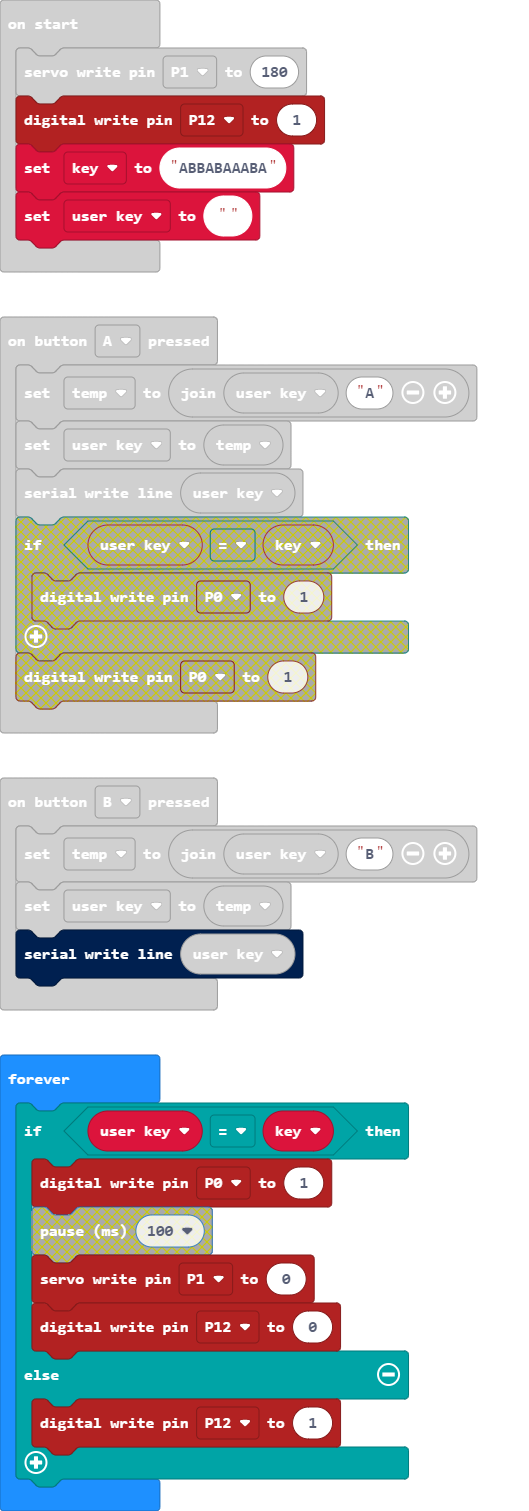 on start
servo write pin P1 to 180
digital write pin P12 to 1
set key to "ABBABAAABA"
set user key to " "
on button A pressed
set temp to join user key "A"
set user key to temp
serial write line user key
if user key = key then
digital write pin P0 to 1
digital write pin P0 to 1
on button B pressed
set temp to join user key "B"
set user key to temp
serial write line user key
forever
if user key = key then
digital write pin P0 to 1
pause (ms) 100
servo write pin P1 to 0
digital write pin P12 to 0
else
digital write pin P12 to 1